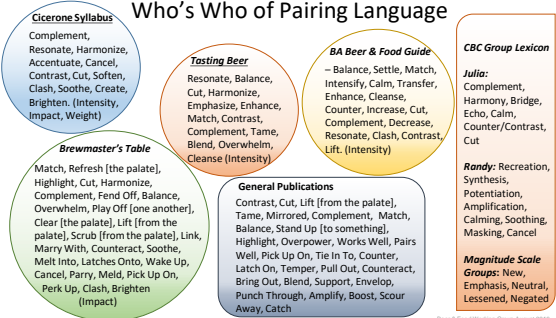 Who's Who of Pairing Language
Cicerone Syllabus
Complement,
Resonate, Harmonize,
Accentuate, Cancel,
Contrast, Cut, Soften,
Clash, Soothe, Create,
Brighten. (Intensity,
Impact, Weight)
Tasting Beer
Resonate, Balance,
Cut, Harmonize,
Emphasize, Enhance,
Match, Contrast,
Complement, Tame,
Blend, Overwhelm,
Cleanse (Intensity)
BA Beer & Food Guide
– Balance, Settle, Match,
Intensify, Calm, Transfer,
Enhance, Cleanse,
Counter, Increase, Cut,
Complement, Decrease,
Resonate, Clash, Contrast,
Lift. (Intensity)
CBC Group Lexicon
Julia:
Complement,
Harmony, Bridge,
Echo, Calm,
Counter/Contrast,
Cut
Randy: Recreation,
Synthesis,
Potentiation,
Amplification,
Calming, Soothing,
Masking, Cancel
Magnitude Scale
Groups: New,
Emphasis, Neutral,
Lessened, Negated
Brewmaster's Table
Match, Refresh [the palate],
Highlight, Cut, Harmonize,
Complement, Fend Off, Balance,
Overwhelm, Play Off [one another],
Clear [the palate], Lift [from the
palate], Scrub [from the palate], Link,
Marry With, Counteract, Soothe,
Melt Into, Latches Onto, Wake Up,
Cancel, Parry, Meld, Pick Up On,
Perk Up, Clash, Brighten
(Impact)
General Publications
Contrast, Cut, Lift [from the palate],
Tame, Mirrored, Complement, Match,
Balance, Stand Up [to something],
Highlight, Overpower, Works Well, Pairs
Well, Pick Up On, Tie In To, Counter,
Latch On, Temper, Pull Out, Counteract,
Bring Out, Blend, Support, Envelop,
Punch Through, Amplify, Boost, Scour
Away, Catch